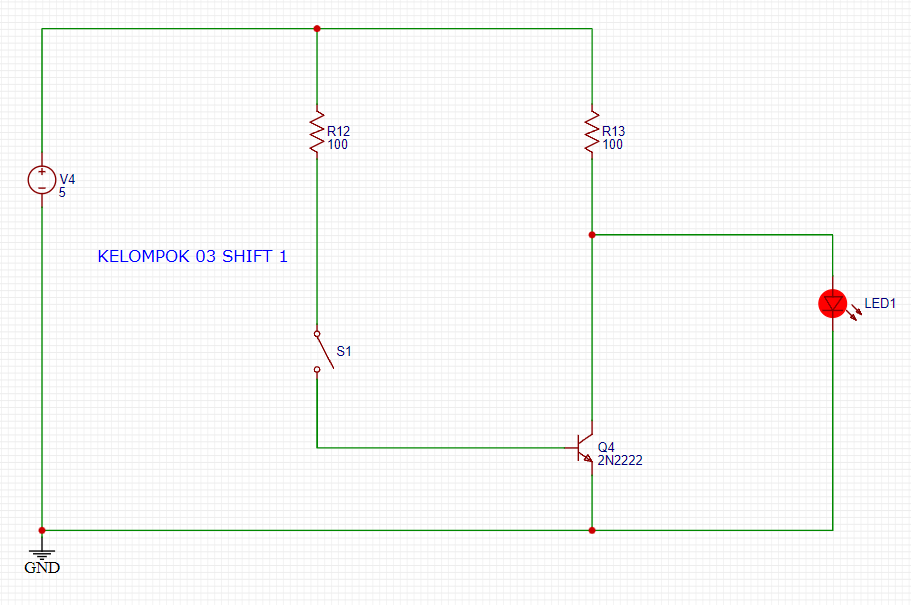 R12
100
R13
100
V4
5
KELOMPOK 03 SHIFT 1
LED1
S1
Q4
2N2222
GND